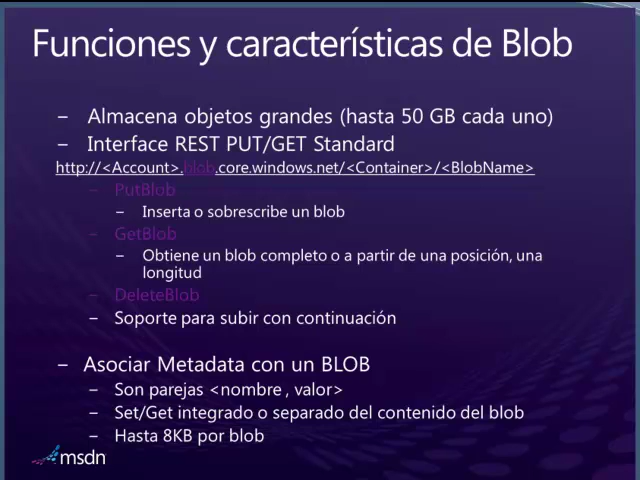 Funciones y características de Blob
– Almacena objetos grandes (hasta 50 GB cada uno)
– Interface REST PUT/GET Standard
http://<Account>.blob.core.windows.net/<Container>/<BlobName>
– PutBlob
– Inserta o sobrescribe un blob
– GetBlob
– Obtiene un blob completo o a partir de una posición, una
longitud
– DeleteBlob
– Soporte para subir con continuación
– Asociar Metadata con un BLOB
– Son parejas <nombre , valor>
– Set/Get integrado o separado del contenido del blob
– Hasta 8KB por blob
msdn